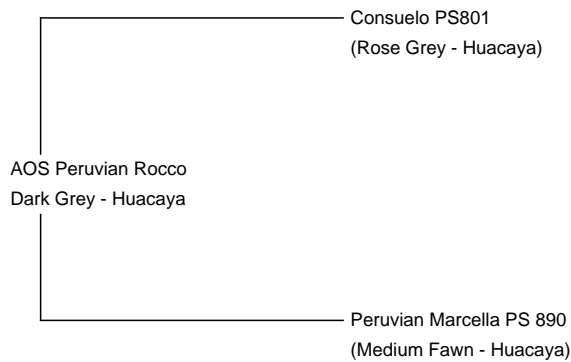 Consuelo PS801
(Rose Grey - Huacaya)
AOS Peruvian Rocco
Dark Grey - Huacaya
Peruvian Marcella PS 890
(Medium Fawn - Huacaya)